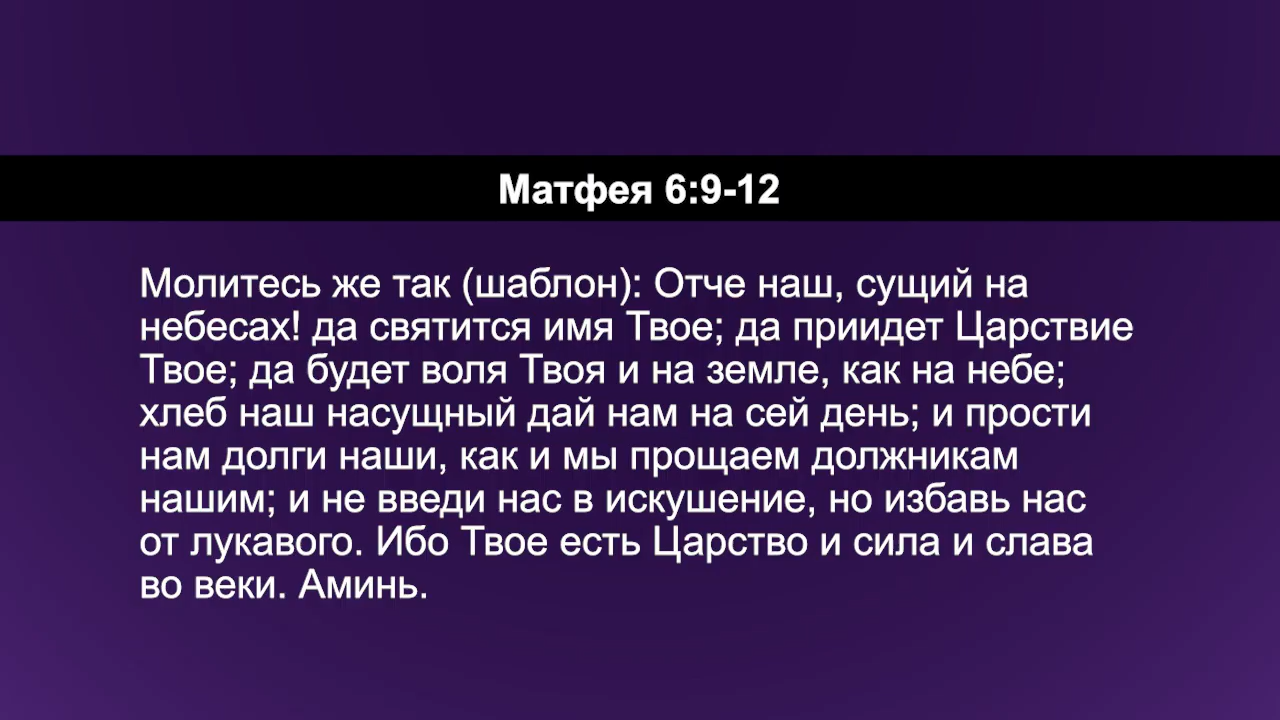 Матфея 6:9-12
Молитесь же так (шаблон): Отче наш, сущий на
небесах! да святится имя Твое; да приидет Царствие
Твое; да будет воля Твоя и на земле, как на небе;
хлеб наш насущный дай нам на сей день; и прости
нам долги наши, как и мы прощаем должникам
нашим; и не введи нас в искушение, но избавь нас
от лукавого. Ибо Твое есть Царство и сила и слава
во веки. Аминь.